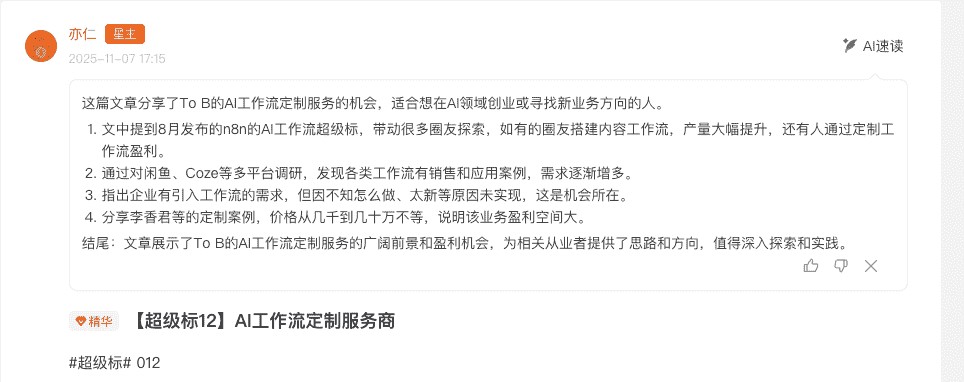 亦仁 星主
2025-11-07 17:15
AI速读
这篇文章分享了To B的AI工作流定制服务的机会，适合想在AI领域创业或寻找新业务方向的人。
1. 文中提到8月发布的n8n的AI工作流超级标，带动很多圈友探索，如有的圈友搭建内容工作流，产量大幅提升，还有人通过定制工
作流盈利。
2. 通过对闲鱼、Coze等多平台调研，发现各类工作流有销售和应用案例，需求逐渐增多。
3. 指出企业有引入工作流的需求，但因不知怎么做、太新等原因未实现，这是机会所在。
4. 分享李香君等的定制案例，价格从几千到几十万不等，说明该业务盈利空间大。
结尾：文章展示了To B的AI工作流定制服务的广阔前景和盈利机会，为相关从业者提供了思路和方向，值得深入探索和实践。
精华 【超级标12】AI工作流定制服务商
#超级标# 012